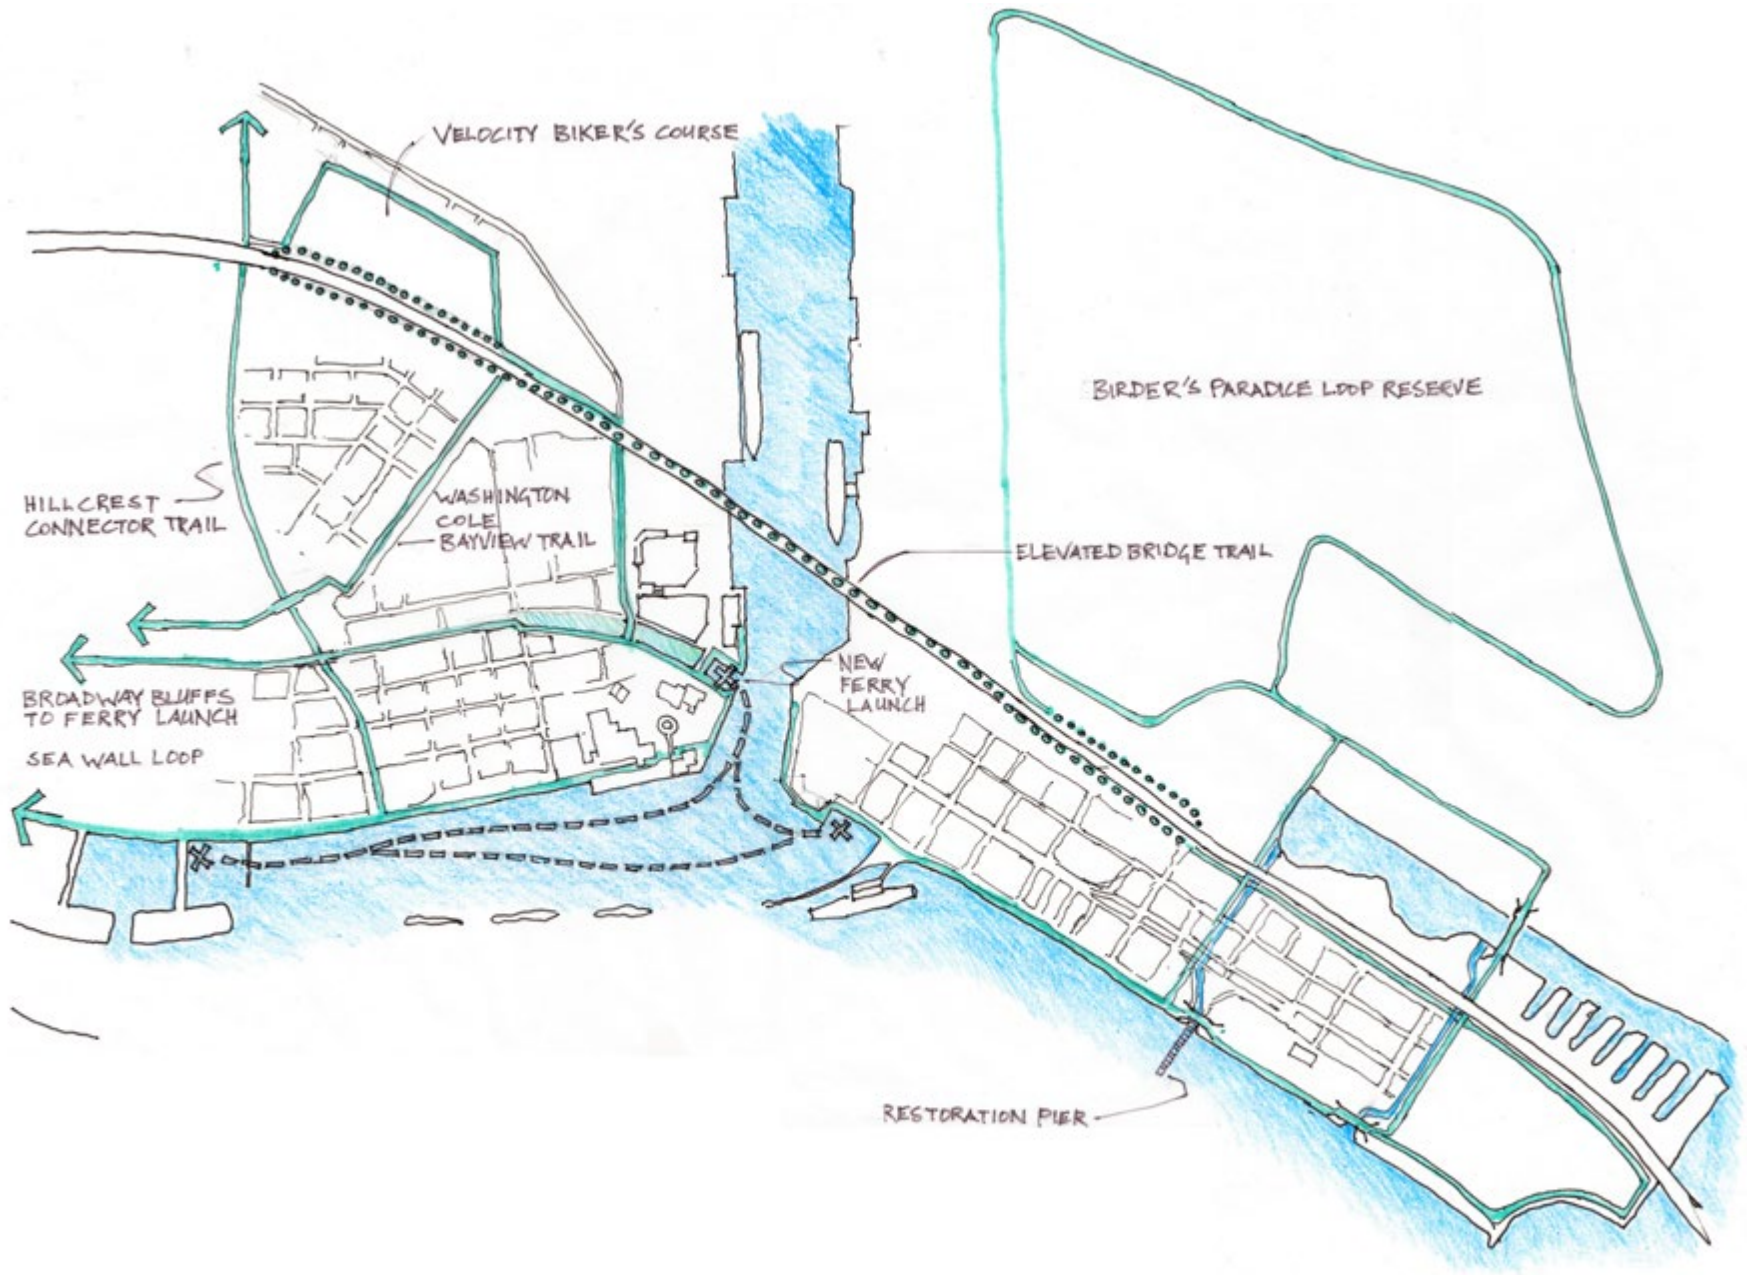 VELOCITY BIKER'S COURSE
BIRDER'S PARADICE LOOP RESERVE
HILLCREST
CONNECTOR TRAIL
WASHINGTON
COLE
BAYVIEW TRAIL
ELEVATED BRIDGE TRAIL
NEW
FERRY
LAUNCH
BROADWAY BLUFFS
TO FERRY LAUNCH
SEA WALL LOOP
RESTORATION PIER